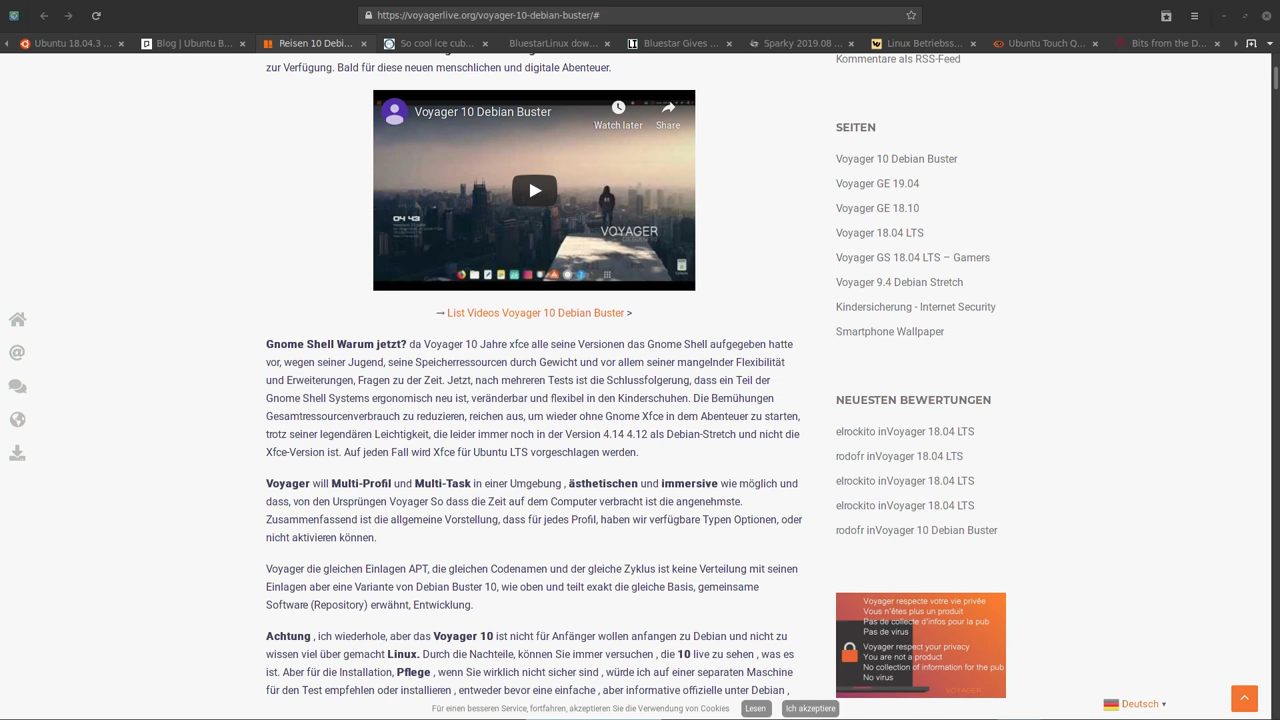 https://voyagerlive.org/voyager-10-debian-buster/#
Ubuntu 18.04.3 ...
Blog | Ubuntu B...
Reisen 10 Debi...
So cool ice cub...
BluestarLinux dow...
Bluestar Gives ...
Sparky 2019.08 ...
Linux Betriebss...
Ubuntu Touch Q...
Bits from the D...
zur Verfügung. Bald für diese neuen menschlichen und digitale Abenteuer.
Voyager 10 Debian Buster
Watch later
Share
04 43
VOYAGER
→ List Videos Voyager 10 Debian Buster >
Gnome Shell Warum jetzt? da Voyager 10 Jahre xfce alle seine Versionen das Gnome Shell aufgegeben hatte
vor, wegen seiner Jugend, seine Speicherressourcen durch Gewicht und vor allem seiner mangelnder Flexibilität
und Erweiterungen, Fragen zu der Zeit. Jetzt, nach mehreren Tests ist die Schlussfolgerung, dass ein Teil der
Gnome Shell Systems ergonomisch neu ist, veränderbar und flexibel in den Kinderschuhen. Die Bemühungen
Gesamtressourcenverbrauch zu reduzieren, reichen aus, um wieder ohne Gnome Xfce in dem Abenteuer zu starten,
trotz seiner legendären Leichtigkeit, die leider immer noch in der Version 4.14 4.12 als Debian-Stretch und nicht die
Xfce-Version ist. Auf jeden Fall wird Xfce für Ubuntu LTS vorgeschlagen werden.
Voyager will Multi-Profil und Multi-Task in einer Umgebung , ästhetischen und immersive wie möglich und
dass, von den Ursprüngen Voyager So dass die Zeit auf dem Computer verbracht ist die angenehmste.
Zusammenfassend ist die allgemeine Vorstellung, dass für jedes Profil, haben wir verfügbare Typen Optionen, oder
nicht aktivieren können.
Voyager die gleichen Einlagen APT, die gleichen Codenamen und der gleiche Zyklus ist keine Verteilung mit seinen
Einlagen aber eine Variante von Debian Buster 10, wie oben und teilt exakt die gleiche Basis, gemeinsame
Software (Repository) erwähnt, Entwicklung.
Achtung , ich wiederhole, aber das Voyager 10 ist nicht für Anfänger wollen anfangen zu Debian und nicht zu
wissen viel über gemacht Linux. Durch die Nachteile, können Sie immer versuchen , die 10 live zu sehen , was es
ist. Aber für die Installation, Pflege , wenn Sie wirklich nicht sicher sind , würde ich auf einer separaten Maschine
für den Test empfehlen oder installieren , entweder bevor eine einfache , aber informative offizielle unter Debian ,
Kommentare als RSS-Feed
SEITEN
Voyager 10 Debian Buster
Voyager GE 19.04
Voyager GE 18.10
Voyager 18.04 LTS
Voyager GS 18.04 LTS – Gamers
Voyager 9.4 Debian Stretch
Kindersicherung - Internet Security
Smartphone Wallpaper
NEUESTEN BEWERTUNGEN
elrockito inVoyager 18.04 LTS
rodofr inVoyager 18.04 LTS
elrockito inVoyager 18.04 LTS
elrockito inVoyager 18.04 LTS
rodofr inVoyager 10 Debian Buster
Voyager respecte votre vie privée
Vous n'êtes plus un produit
Pas de collecte d'infos pour la pub
Pas de virus
Voyager respect your privacy
You are not a product
No collection of information for the pub
No virus
VOYAGER
Für einen besseren Service, fortfahren, akzeptieren Sie die Verwendung von Cookies
Lesen
Ich akzeptiere
Deutsch